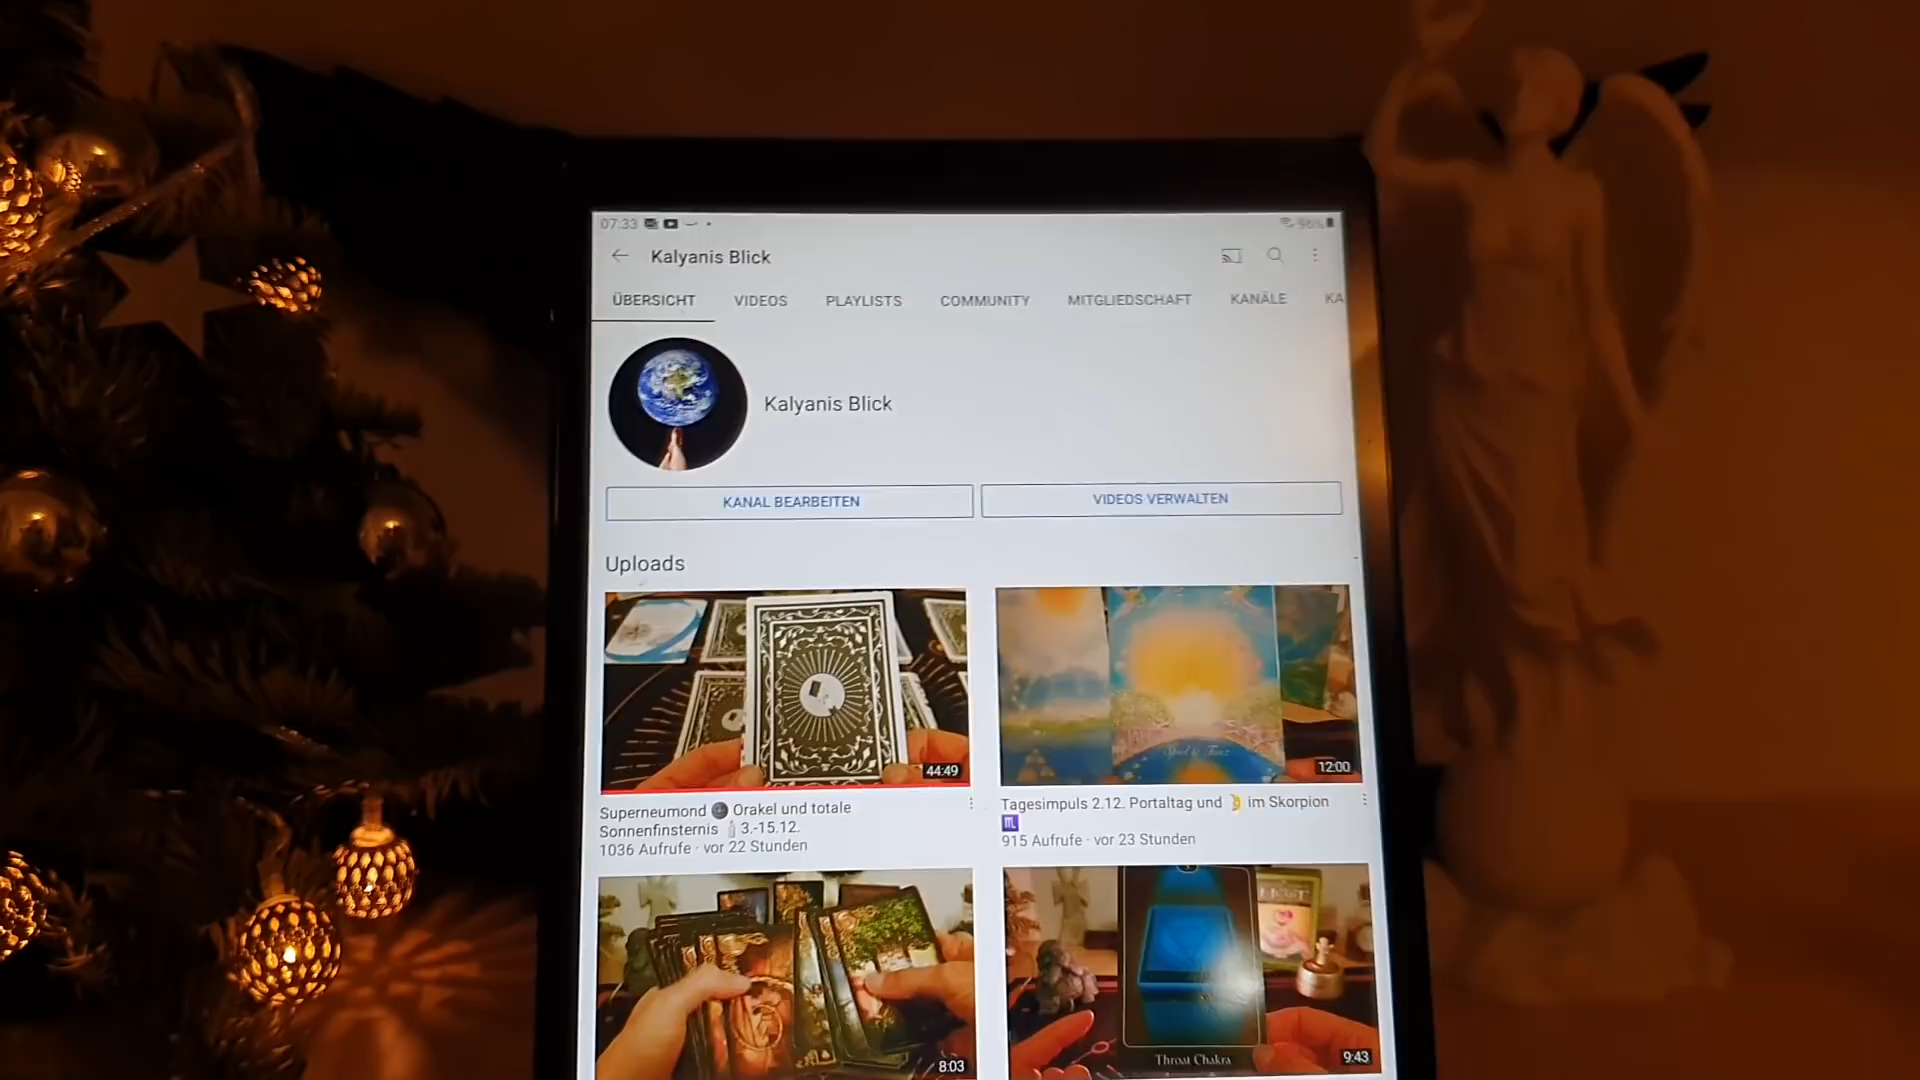 07:33
96%
Kalyanis Blick
ÜBERSICHT VIDEOS PLAYLISTS COMMUNITY MITGLIEDSCHAFT KANÄLE KA
Kalyanis Blick
KANAL BEARBEITEN
VIDEOS VERWALTEN
Uploads
44:49
Superneumond 🌚 Orakel und totale
Sonnenfinsternis 🕯 3.-15.12.
1036 Aufrufe · vor 22 Stunden
12:00
Tagesimpuls 2.12. Portaltag und 🌛 im Skorpion
♏
915 Aufrufe · vor 23 Stunden
8:03
Throat Chakra
9:43